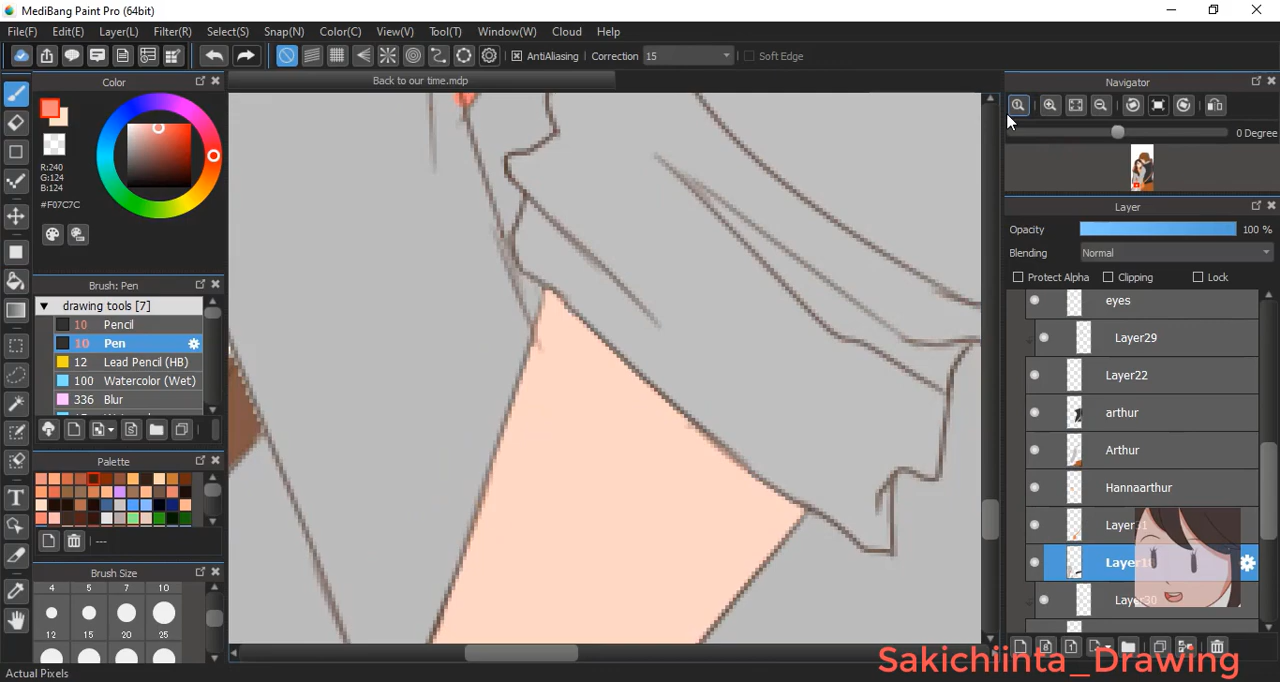 MediBang Paint Pro (64bit)
File(F) Edit(E) Layer(L) Filter(R) Select(S) Snap(N) Color(C) View(V) Tool(T) Window(W) Cloud Help
AntiAliasing Correction 15 Soft Edge
Color
Back to our time.mdp
Navigator
0 Degree
R:240
G:124
B:124
#F07C7C
Layer
Opacity 100 %
Blending Normal
Protect Alpha Clipping Lock
Brush: Pen
drawing tools [7]
10 Pencil
10 Pen
12 Lead Pencil (HB)
100 Watercolor (Wet)
336 Blur
eyes
Layer29
Layer22
arthur
Arthur
Hannaarthur
Palette
---
Brush Size
4 5 7 10
12 15 20 25
Actual Pixels
Sakichiinta_Drawing